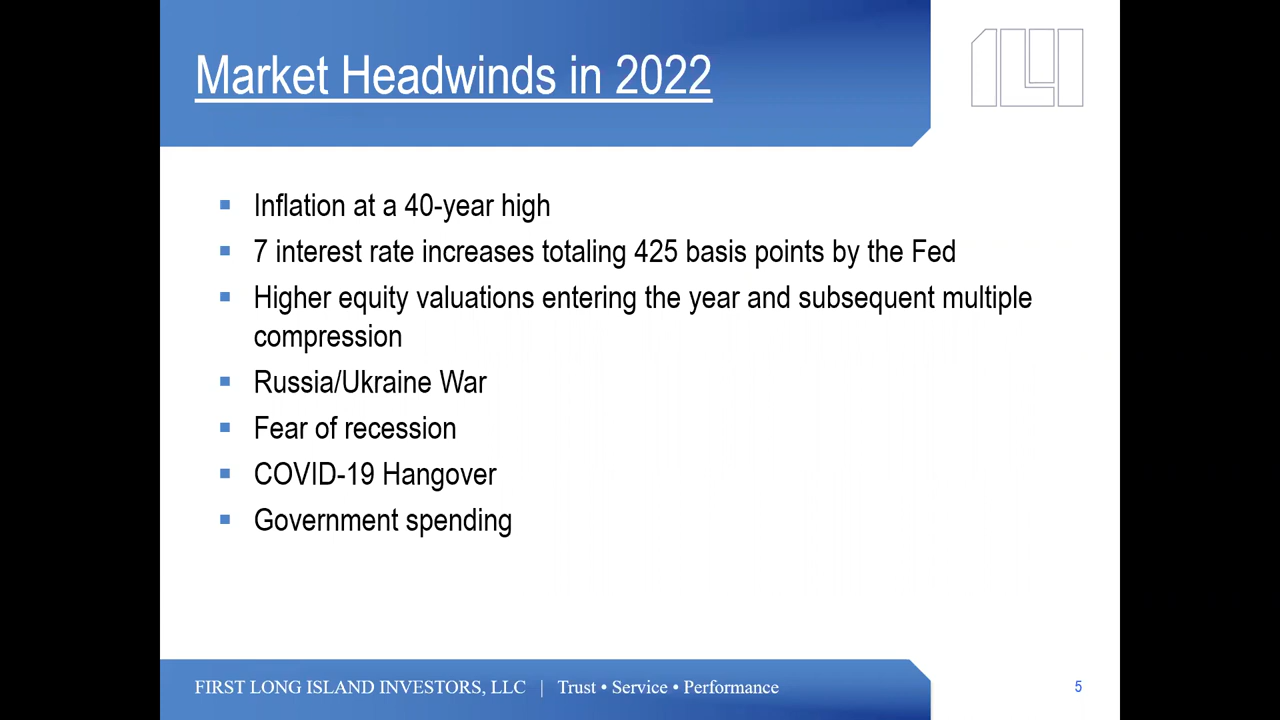 Market Headwinds in 2022
Inflation at a 40-year high
7 interest rate increases totaling 425 basis points by the Fed
Higher equity valuations entering the year and subsequent multiple
compression
Russia/Ukraine War
Fear of recession
COVID-19 Hangover
Government spending
FIRST LONG ISLAND INVESTORS, LLC | Trust • Service • Performance
5